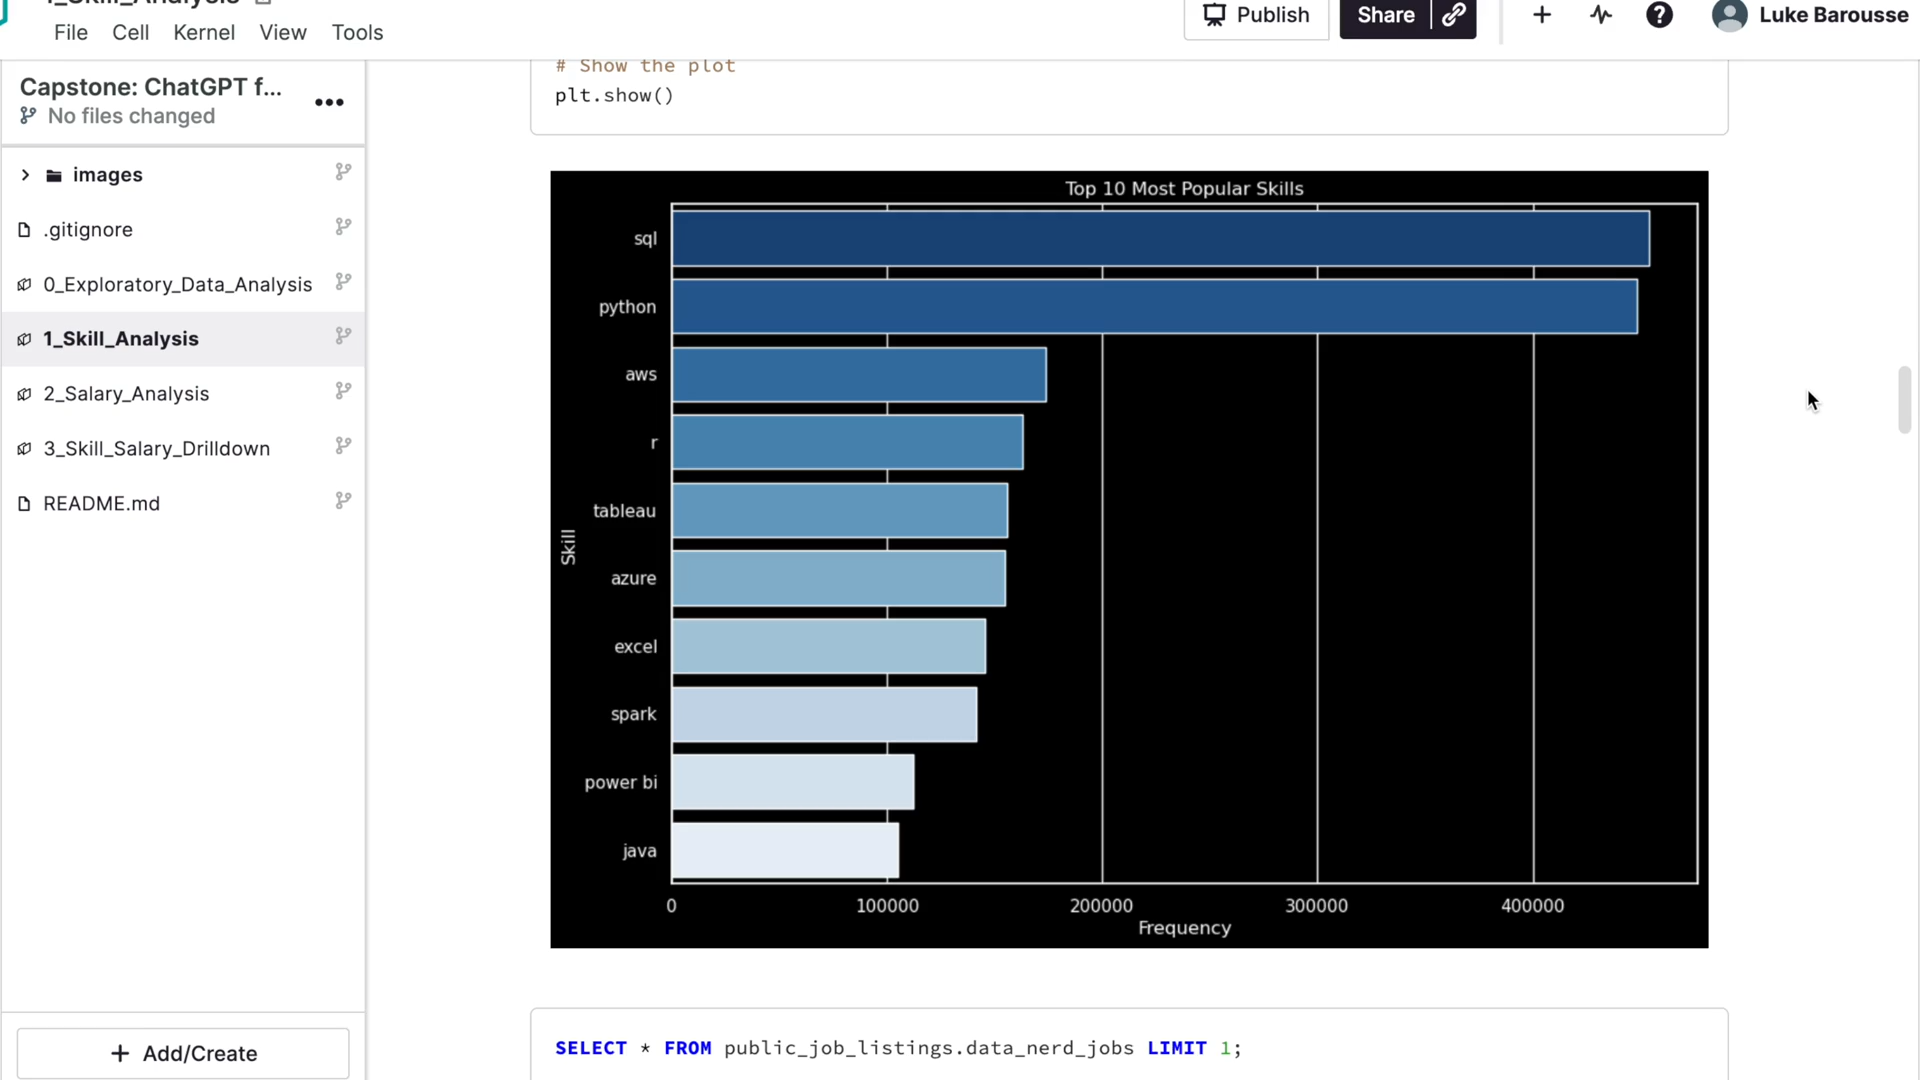 1_Skill_Analysis
File Cell Kernel View Tools
Publish
Share
Luke Barousse
Capstone: ChatGPT f...
No files changed
images
.gitignore
0_Exploratory_Data_Analysis
1_Skill_Analysis
2_Salary_Analysis
3_Skill_Salary_Drilldown
README.md
+ Add/Create
# Show the plot
plt.show()
Top 10 Most Popular Skills
sql
python
aws
r
tableau
azure
excel
spark
power bi
java
Skill
0 100000 200000 300000 400000
Frequency
SELECT * FROM public_job_listings.data_nerd_jobs LIMIT 1;